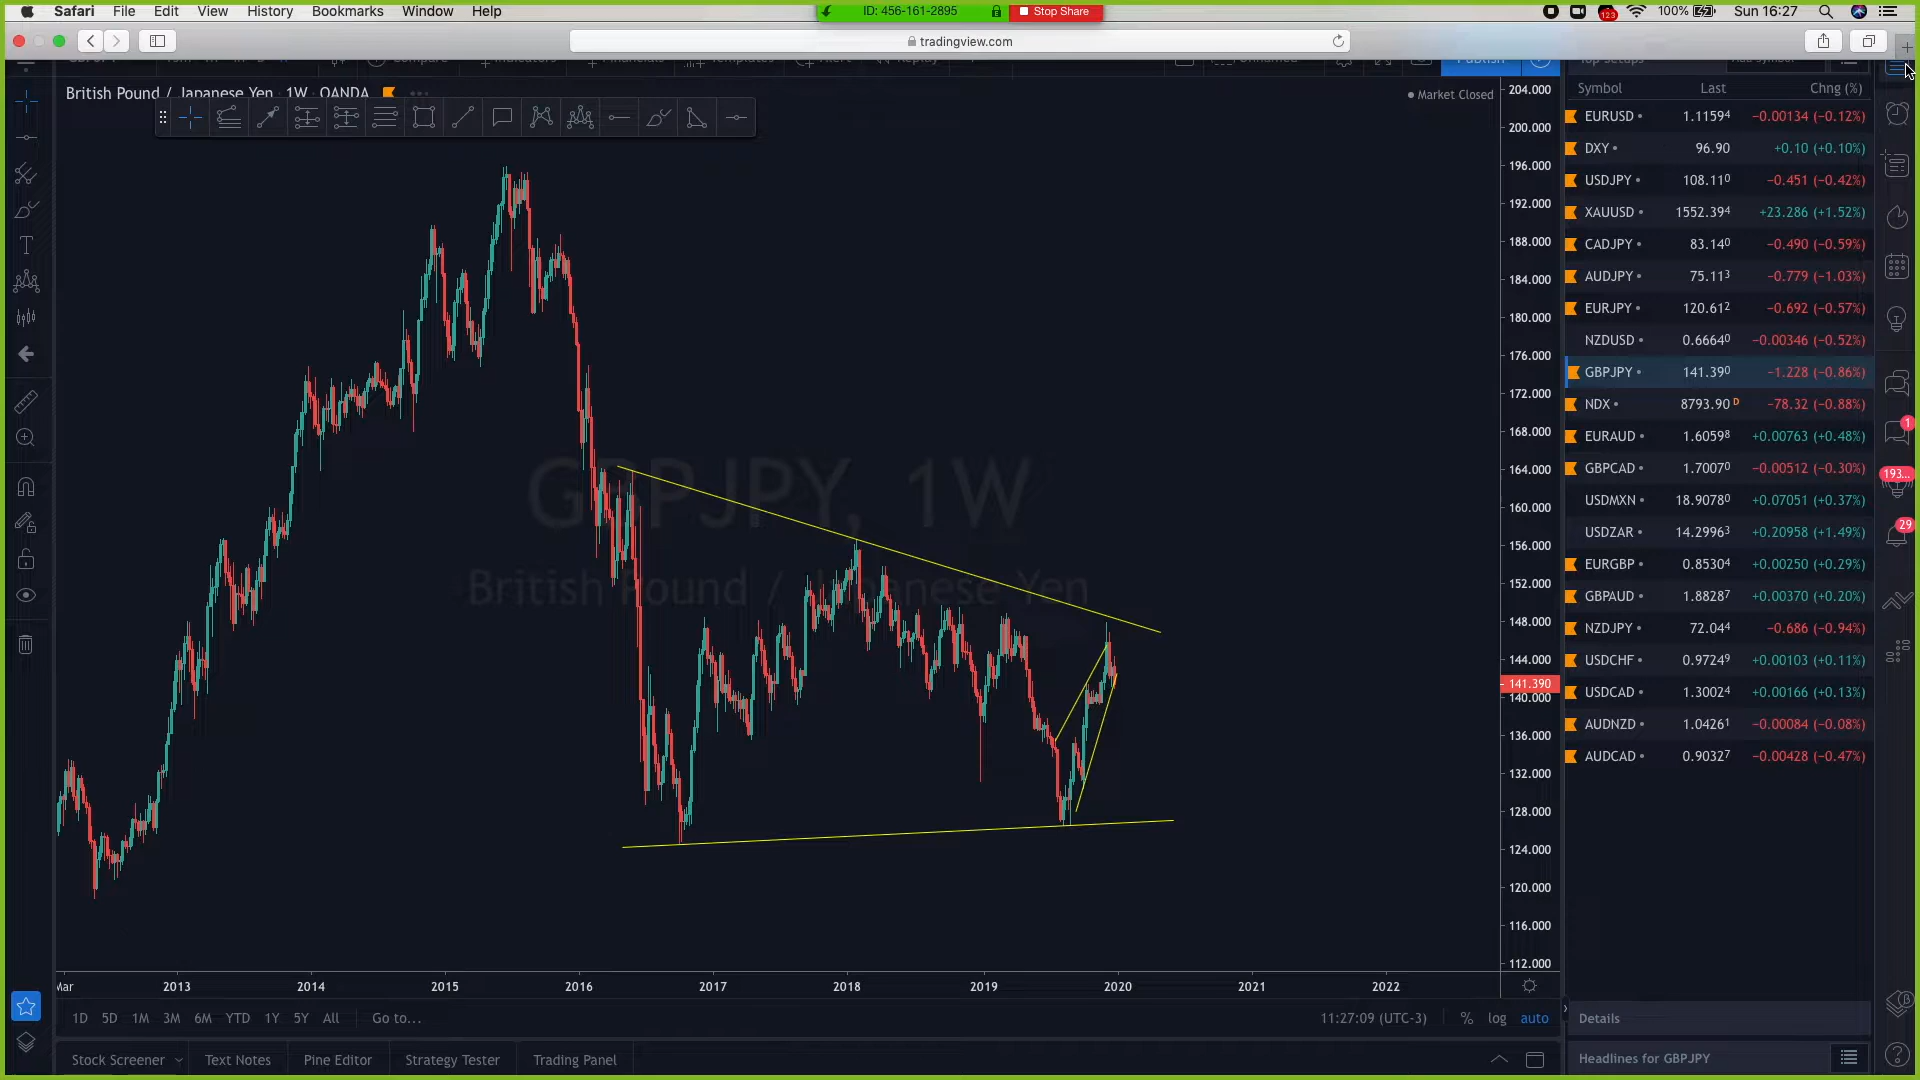 Safari File Edit View History Bookmarks Window Help ID: 456-161-2895 Stop Share 123 100% Sun 16:27
tradingview.com
British Pound / Japanese Yen 1W OANDA
Market Closed
Symbol Last Chng (%)
EURUSD 1.11594 −0.00134 (−0.12%)
DXY 96.90 +0.10 (+0.10%)
USDJPY 108.110 −0.451 (−0.42%)
XAUUSD 1552.394 +23.286 (+1.52%)
CADJPY 83.140 −0.490 (−0.59%)
AUDJPY 75.113 −0.779 (−1.03%)
EURJPY 120.612 −0.692 (−0.57%)
NZDUSD 0.66640 −0.00346 (−0.52%)
GBPJPY 141.390 −1.228 (−0.86%)
NDX 8793.90 D −78.32 (−0.88%)
EURAUD 1.60598 +0.00763 (+0.48%)
GBPCAD 1.70070 −0.00512 (−0.30%)
USDMXN 18.90780 +0.07051 (+0.37%)
USDZAR 14.29963 +0.20958 (+1.49%)
EURGBP 0.85304 +0.00250 (+0.29%)
GBPAUD 1.88287 +0.00370 (+0.20%)
NZDJPY 72.044 −0.686 (−0.94%)
USDCHF 0.97249 +0.00103 (+0.11%)
USDCAD 1.30024 +0.00166 (+0.13%)
AUDNZD 1.04261 −0.00084 (−0.08%)
AUDCAD 0.90327 −0.00428 (−0.47%)
1
193...
29
GBPJPY, 1W
British Pound / Japanese Yen
204.000
200.000
196.000
192.000
188.000
184.000
180.000
176.000
172.000
168.000
164.000
160.000
156.000
152.000
148.000
144.000
141.390
140.000
136.000
132.000
128.000
124.000
120.000
116.000
112.000
Mar 2013 2014 2015 2016 2017 2018 2019 2020 2021 2022
1D 5D 1M 3M 6M YTD 1Y 5Y All Go to... 11:27:09 (UTC-3) % log auto
Details
Stock Screener Text Notes Pine Editor Strategy Tester Trading Panel
Headlines for GBPJPY